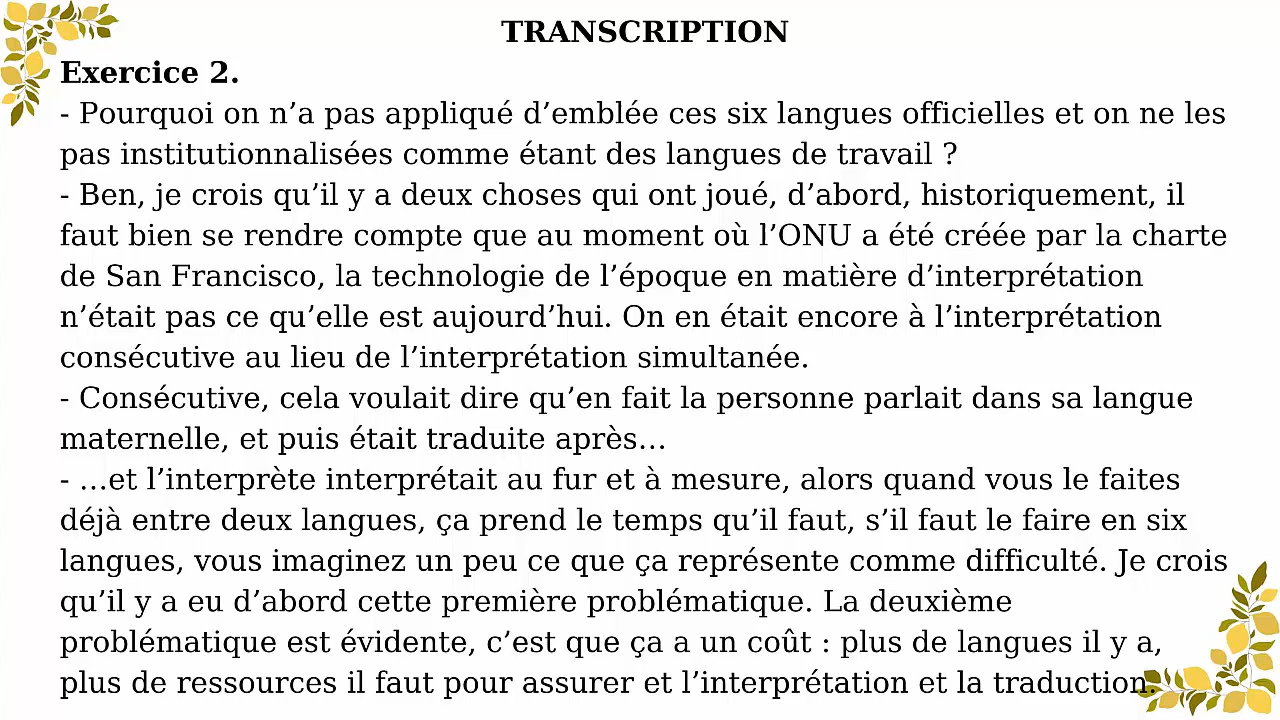 TRANSCRIPTION
Exercice 2.
- Pourquoi on n’a pas appliqué d’emblée ces six langues officielles et on ne les
pas institutionnalisées comme étant des langues de travail ?
- Ben, je crois qu’il y a deux choses qui ont joué, d’abord, historiquement, il
faut bien se rendre compte que au moment où l’ONU a été créée par la charte
de San Francisco, la technologie de l’époque en matière d’interprétation
n’était pas ce qu’elle est aujourd’hui. On en était encore à l’interprétation
consécutive au lieu de l’interprétation simultanée.
- Consécutive, cela voulait dire qu’en fait la personne parlait dans sa langue
maternelle, et puis était traduite après…
- …et l’interprète interprétait au fur et à mesure, alors quand vous le faites
déjà entre deux langues, ça prend le temps qu’il faut, s’il faut le faire en six
langues, vous imaginez un peu ce que ça représente comme difficulté. Je crois
qu’il y a eu d’abord cette première problématique. La deuxième
problématique est évidente, c’est que ça a un coût : plus de langues il y a,
plus de ressources il faut pour assurer et l’interprétation et la traduction.